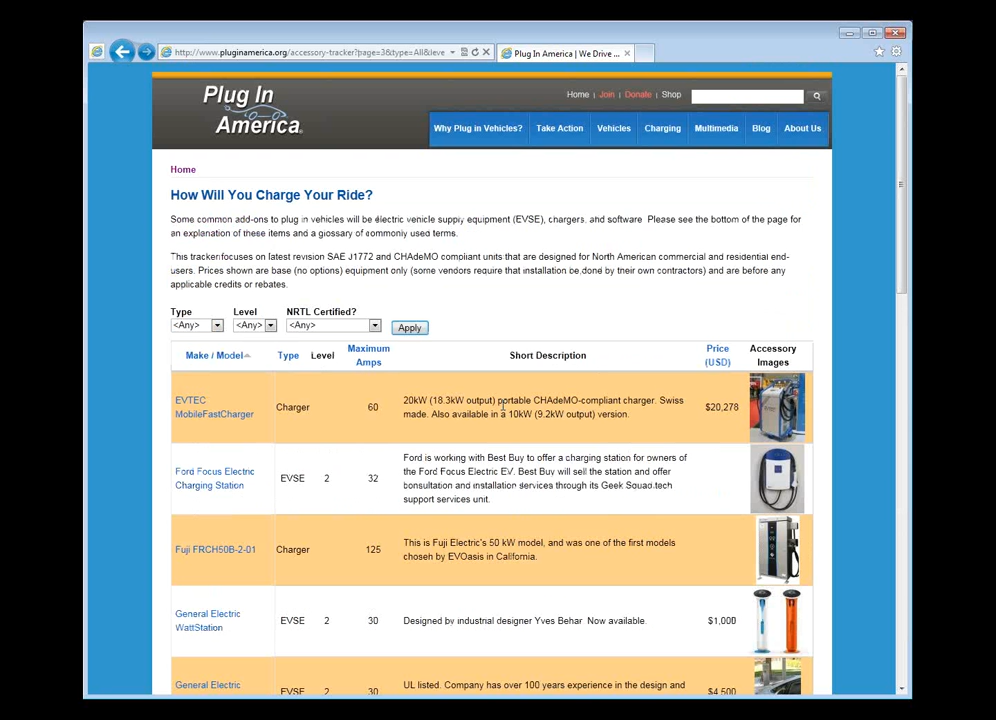 http://www.pluginamerica.org/accessory-tracker?page=3&type=All&leve
Plug In America | We Drive ...
Plug In
America
Home | Join | Donate | Shop
Why Plug in Vehicles? Take Action Vehicles Charging Multimedia Blog About Us
Home
How Will You Charge Your Ride?
Some common add-ons to plug in vehicles will be electric vehicle supply equipment (EVSE), chargers, and software. Please see the bottom of the page for
an explanation of these items and a glossary of commonly used terms.
This tracker focuses on latest revision SAE J1772 and CHAdeMO compliant units that are designed for North American commercial and residential end-
users. Prices shown are base (no options) equipment only (some vendors require that installation be done by their own contractors) and are before any
applicable credits or rebates.
Type Level NRTL Certified?
<Any> <Any> <Any> Apply
Make / Model Type Level Maximum Amps Short Description Price (USD) Accessory Images
EVTEC MobileFastCharger Charger 60 20kW (18.3kW output) portable CHAdeMO-compliant charger. Swiss
made. Also available in a 10kW (9.2kW output) version. $20,278
Ford Focus Electric Charging Station EVSE 2 32 Ford is working with Best Buy to offer a charging station for owners of
the Ford Focus Electric EV. Best Buy will sell the station and offer
bonsultation and installation services through its Geek Squad tech
support services unit.
Fuji FRCH50B-2-01 Charger 125 This is Fuji Electric's 50 kW model, and was one of the first models
chosen by EVOasis in California.
General Electric WattStation EVSE 2 30 Designed by industrial designer Yves Behar. Now available. $1,000
General Electric EVSE 2 30 UL listed. Company has over 100 years experience in the design and $4,500